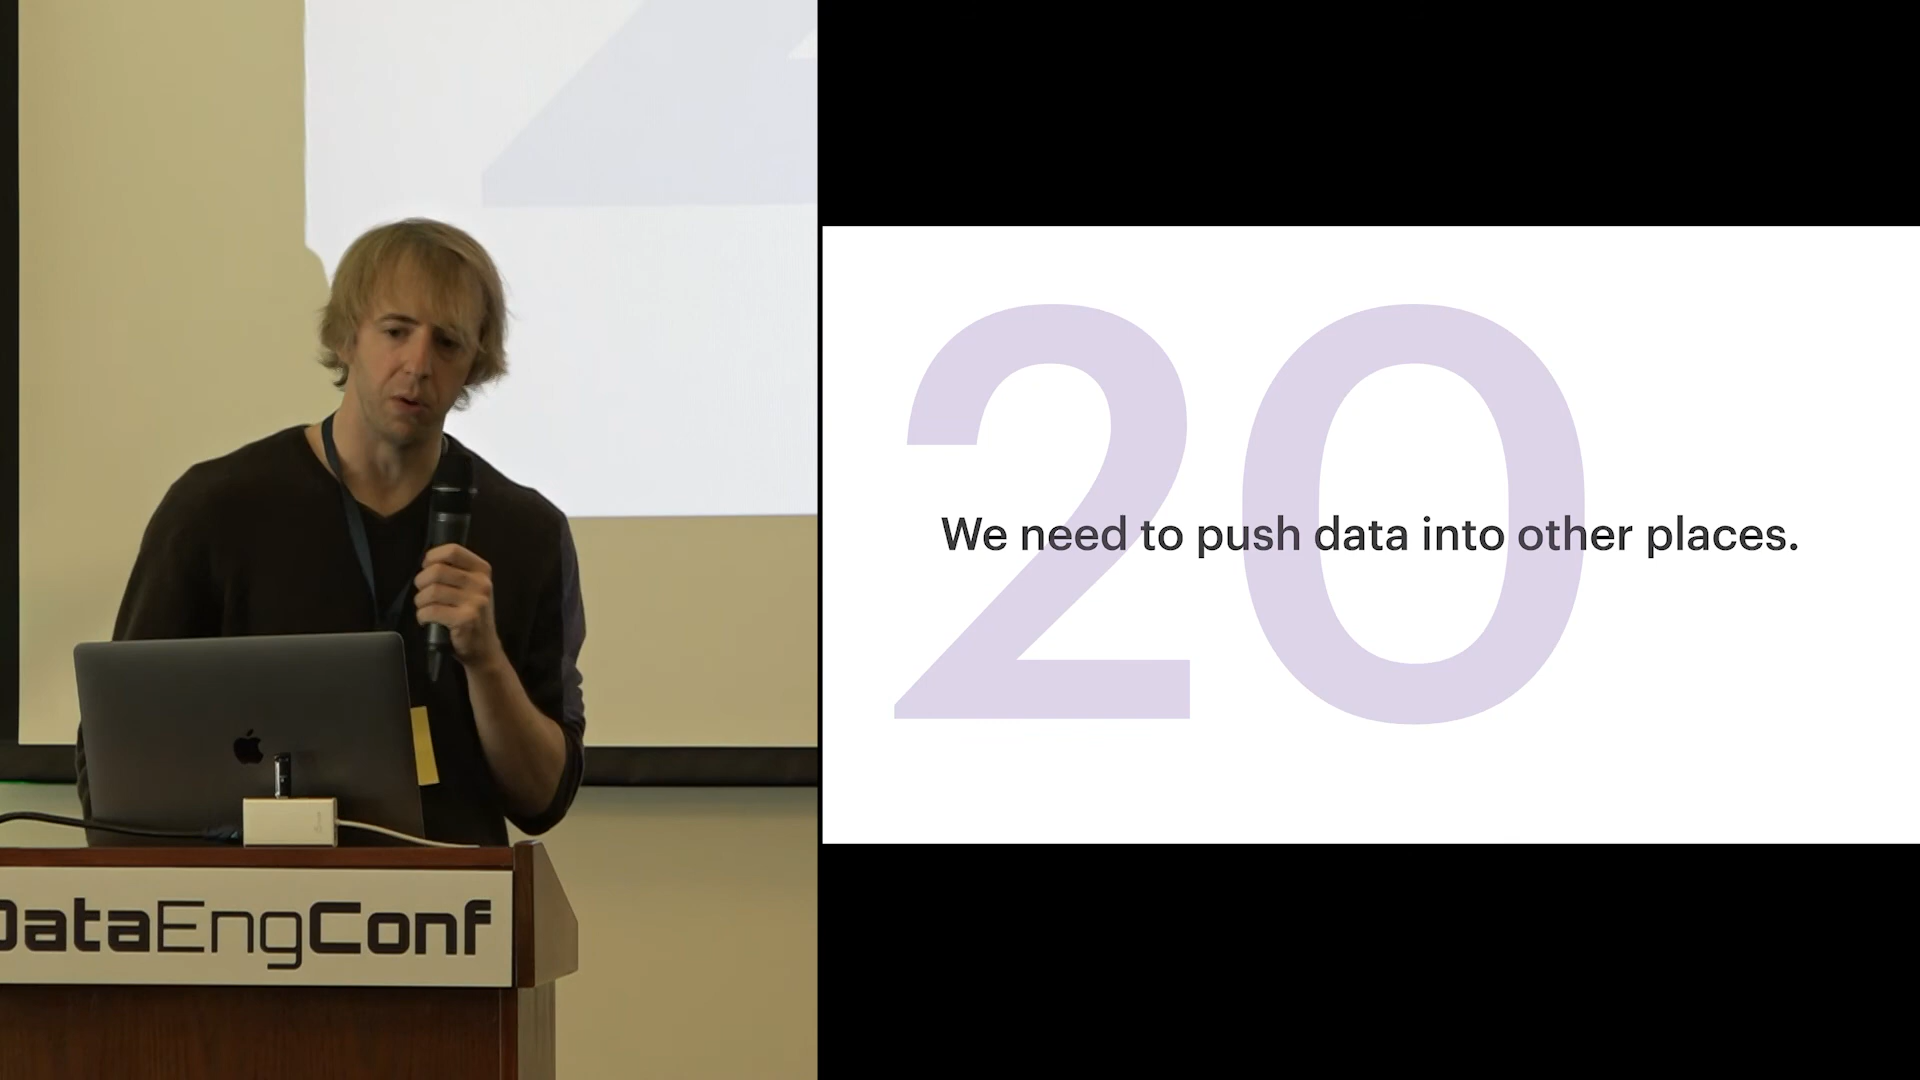 DataEngConf
20
We need to push data into other places.